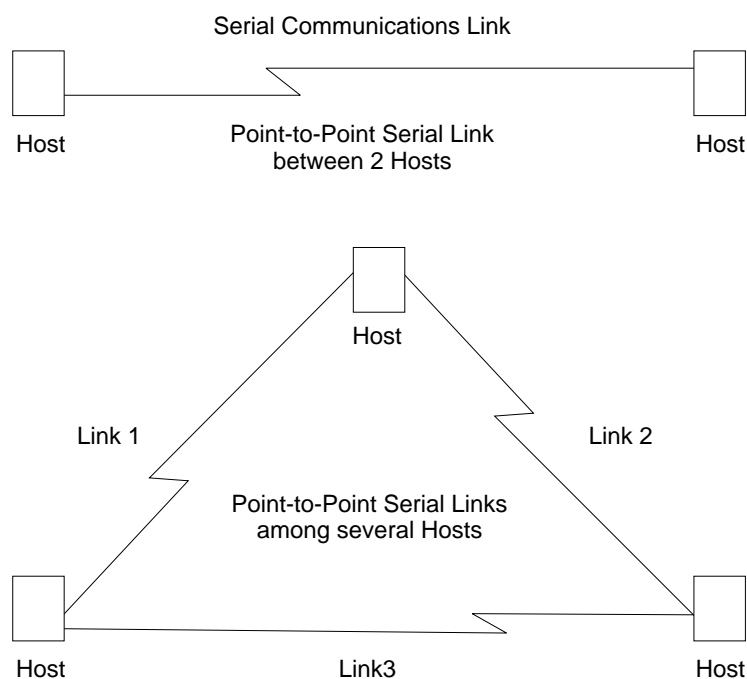 Serial Communications Link
Host
Host
Point-to-Point Serial Link
between 2 Hosts
Host
Link 1
Link 2
Point-to-Point Serial Links
among several Hosts
Host
Link3
Host